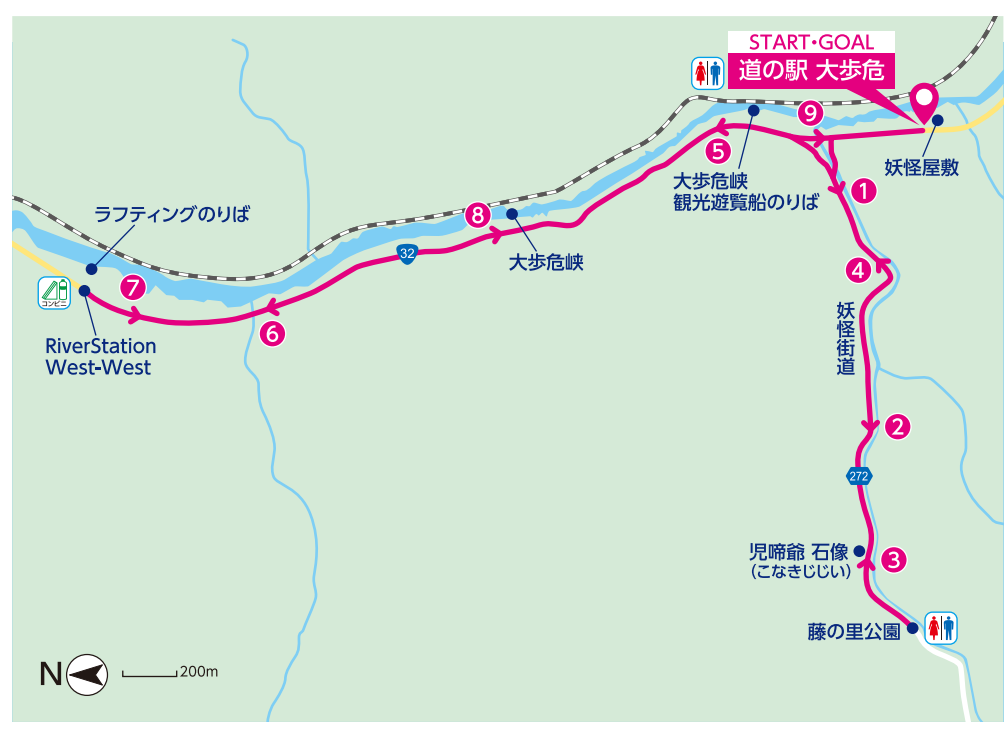 START・GOAL
道の駅 大歩危
9
妖怪屋敷
5
大歩危峡
観光遊覧船のりば
1
ラフティングのりば
8
32
大歩危峡
4
7
コンビニ
6
RiverStation
West-West
妖怪街道
2
272
児啼爺 石像
(こなきじじい)
3
藤の里公園
N
200m